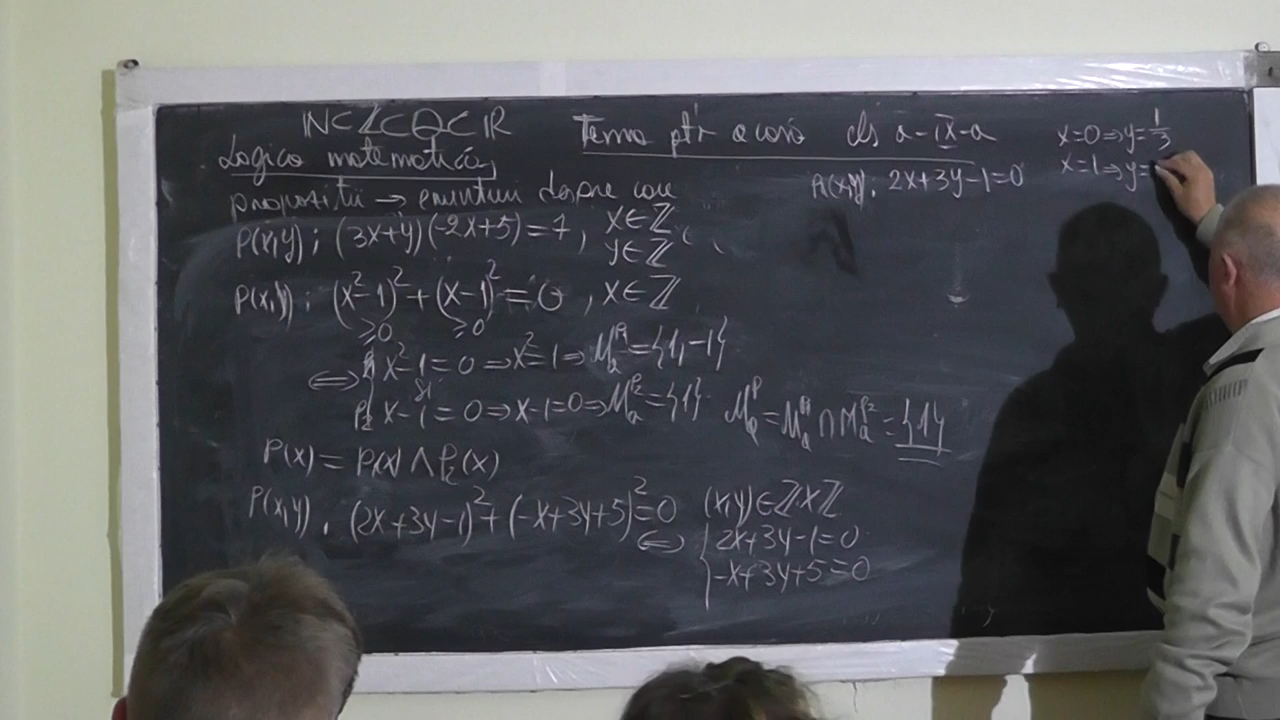 ℕ⊂ℤ⊂ℚ⊂ℝ
Logica matematică
propoziții → enunțuri despre care
P(x,y): (3x+y)(-2x+5)=7, x∈ℤ
y∈ℤ
P(x,y): (x²-1)²+(x-1)²=0, x∈ℤ
≥0 ≥0
⇔ x²-1=0 ⇒ x²=1 ⇒ M = {1,-1}
și
P₂ x-1=0 ⇒ x-1=0 ⇒ M = {1}
M = M ∩ M = {1}
P(x) = P(x) ∧ P₂(x)
P(x,y): (2x+3y-1)²+(-x+3y+5)²=0 (x,y)∈ℤ×ℤ
⇔ { 2x+3y-1=0
-x+3y+5=0
Tema ptr acasă cls a-IX-a
P₁(x,y): 2x+3y-1=0
x=0 ⇒ y=1/3
x=1 ⇒ y=